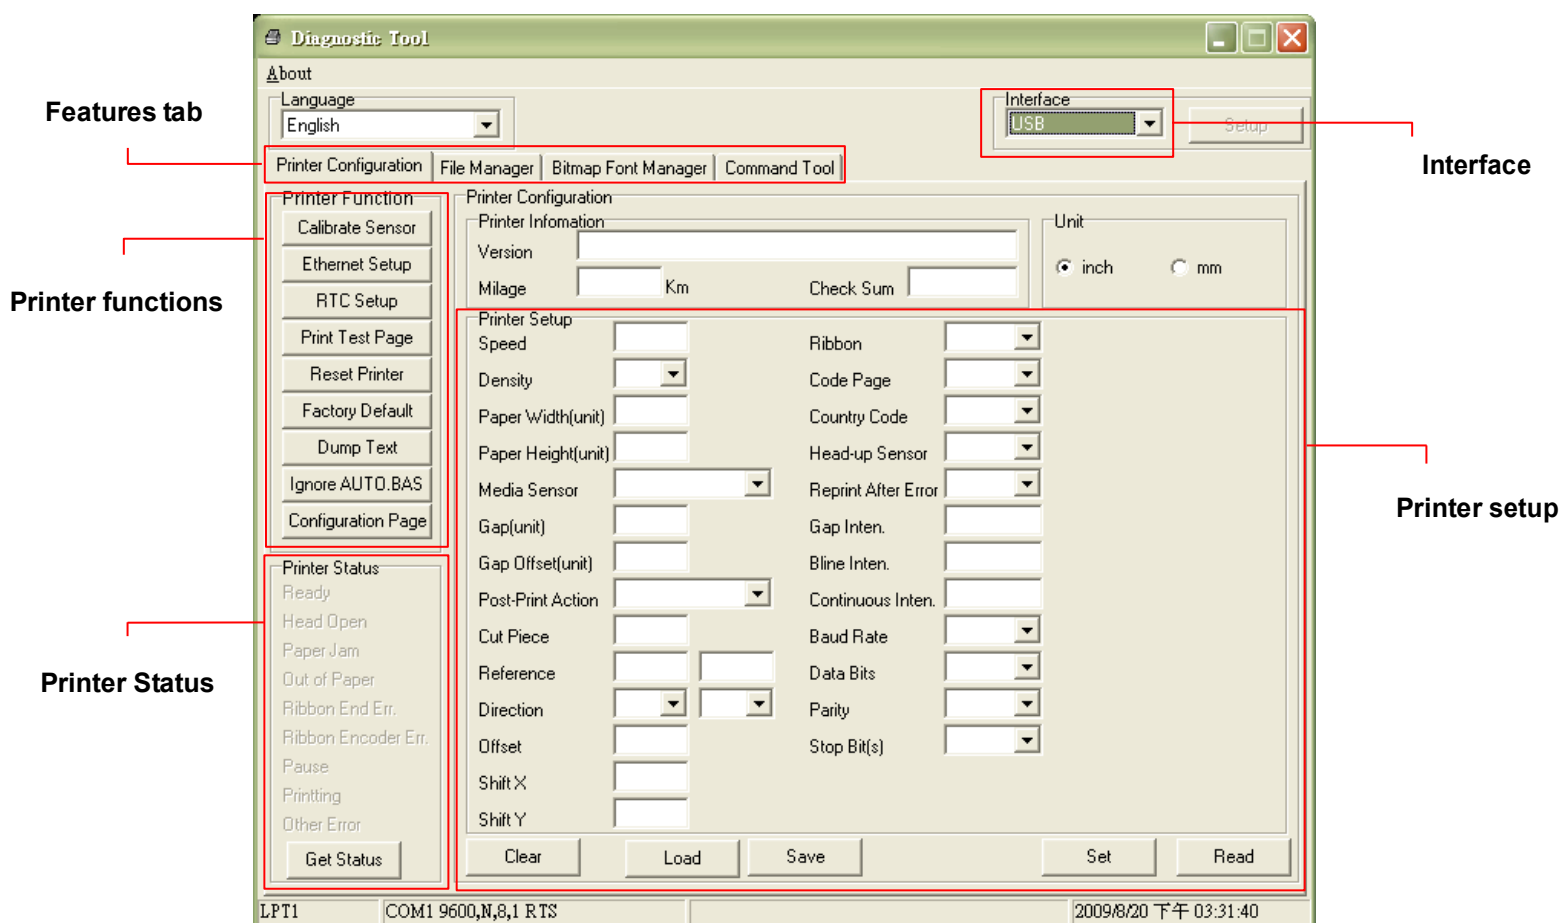 Diagnostic Tool
About
Features tab
Language
English
Interface
USB
Setup
Interface
Printer Configuration
File Manager
Bitmap Font Manager
Command Tool
Printer functions
Printer Function
Calibrate Sensor
Ethernet Setup
RTC Setup
Print Test Page
Reset Printer
Factory Default
Dump Text
Ignore AUTO.BAS
Configuration Page
Printer Configuration
Printer Infomation
Version
Milage
Km
Check Sum
Unit
inch
mm
Printer Setup
Speed
Density
Paper Width(unit)
Paper Height(unit)
Media Sensor
Gap(unit)
Gap Offset(unit)
Post-Print Action
Cut Piece
Reference
Direction
Offset
Shift X
Shift Y
Ribbon
Code Page
Country Code
Head-up Sensor
Reprint After Error
Gap Inten.
Bline Inten.
Continuous Inten.
Baud Rate
Data Bits
Parity
Stop Bit(s)
Printer setup
Printer Status
Printer Status
Ready
Head Open
Paper Jam
Out of Paper
Ribbon End Err.
Ribbon Encoder Err.
Pause
Printting
Other Error
Get Status
Clear
Load
Save
Set
Read
LPT1
COM1 9600,N,8,1 RTS
2009/8/20 下午 03:31:40